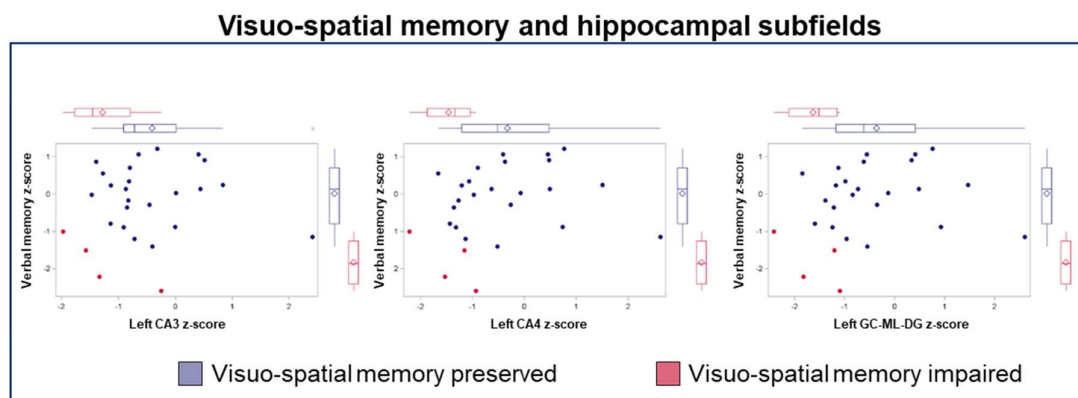 Visuo-spatial memory and hippocampal subfields
Verbal memory z-score
1
0
-1
-2
-2 -1 0 1 2
Left CA3 z-score
Verbal memory z-score
1
0
-1
-2
-2 -1 0 1 2
Left CA4 z-score
Verbal memory z-score
1
0
-1
-2
-2 -1 0 1 2
Left GC-ML-DG z-score
Visuo-spatial memory preserved
Visuo-spatial memory impaired